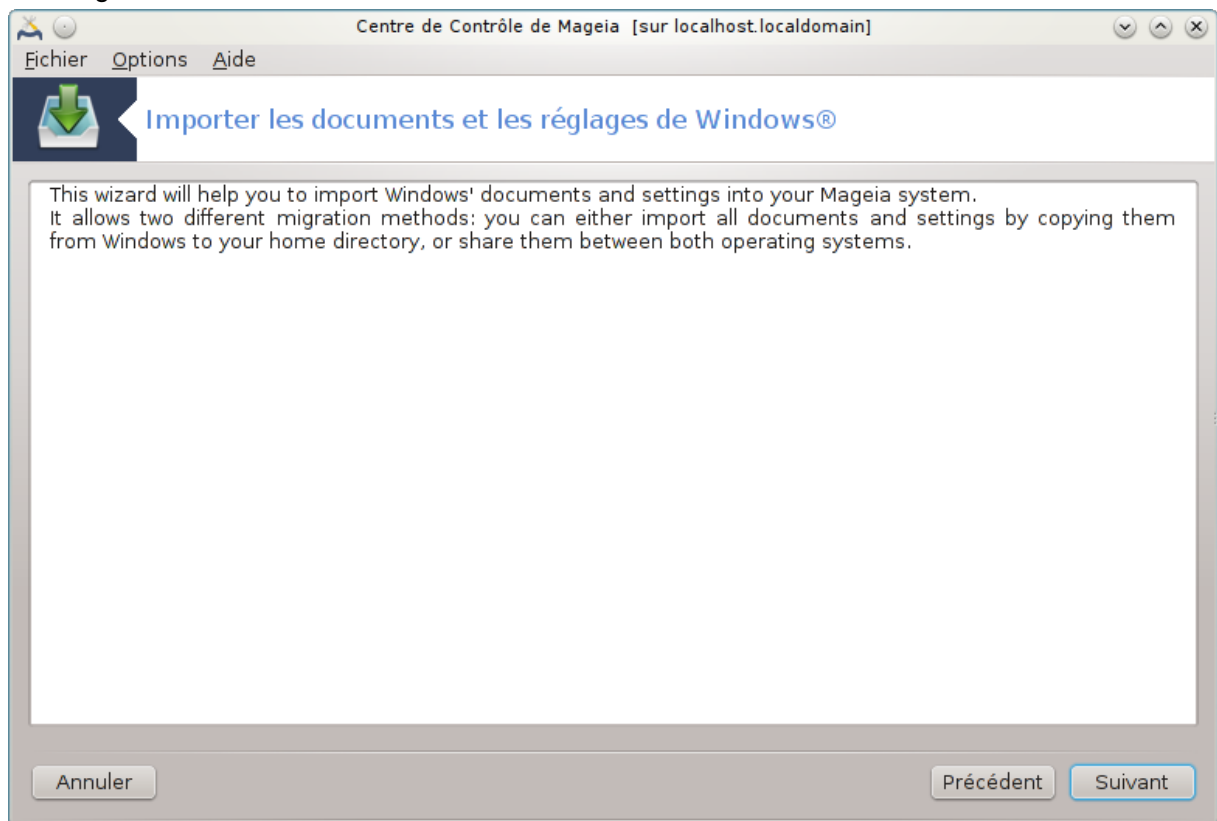 Centre de Contrôle de Mageia [sur localhost.localdomain]
Fichier Options Aide
Importer les documents et les réglages de Windows®
This wizard will help you to import Windows' documents and settings into your Mageia system.
It allows two different migration methods: you can either import all documents and settings by copying them
from Windows to your home directory, or share them between both operating systems.
Annuler Précédent Suivant